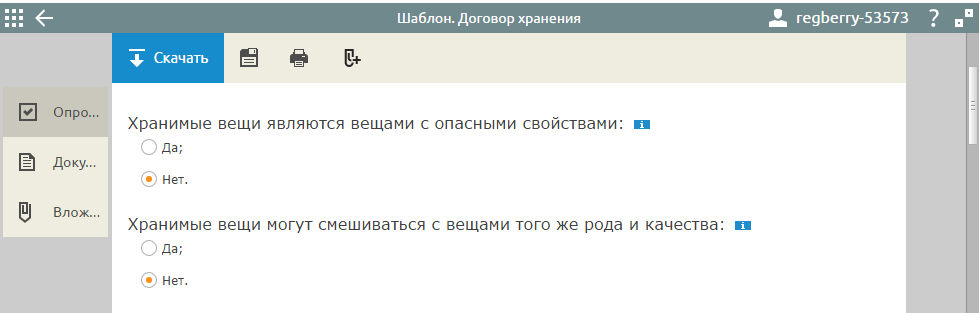 Шаблон. Договор хранения
regberry-53573
?
Скачать
Опро...
Доку...
Влож...
Хранимые вещи являются вещами с опасными свойствами: i
Да;
Нет.
Хранимые вещи могут смешиваться с вещами того же рода и качества: i
Да;
Нет.